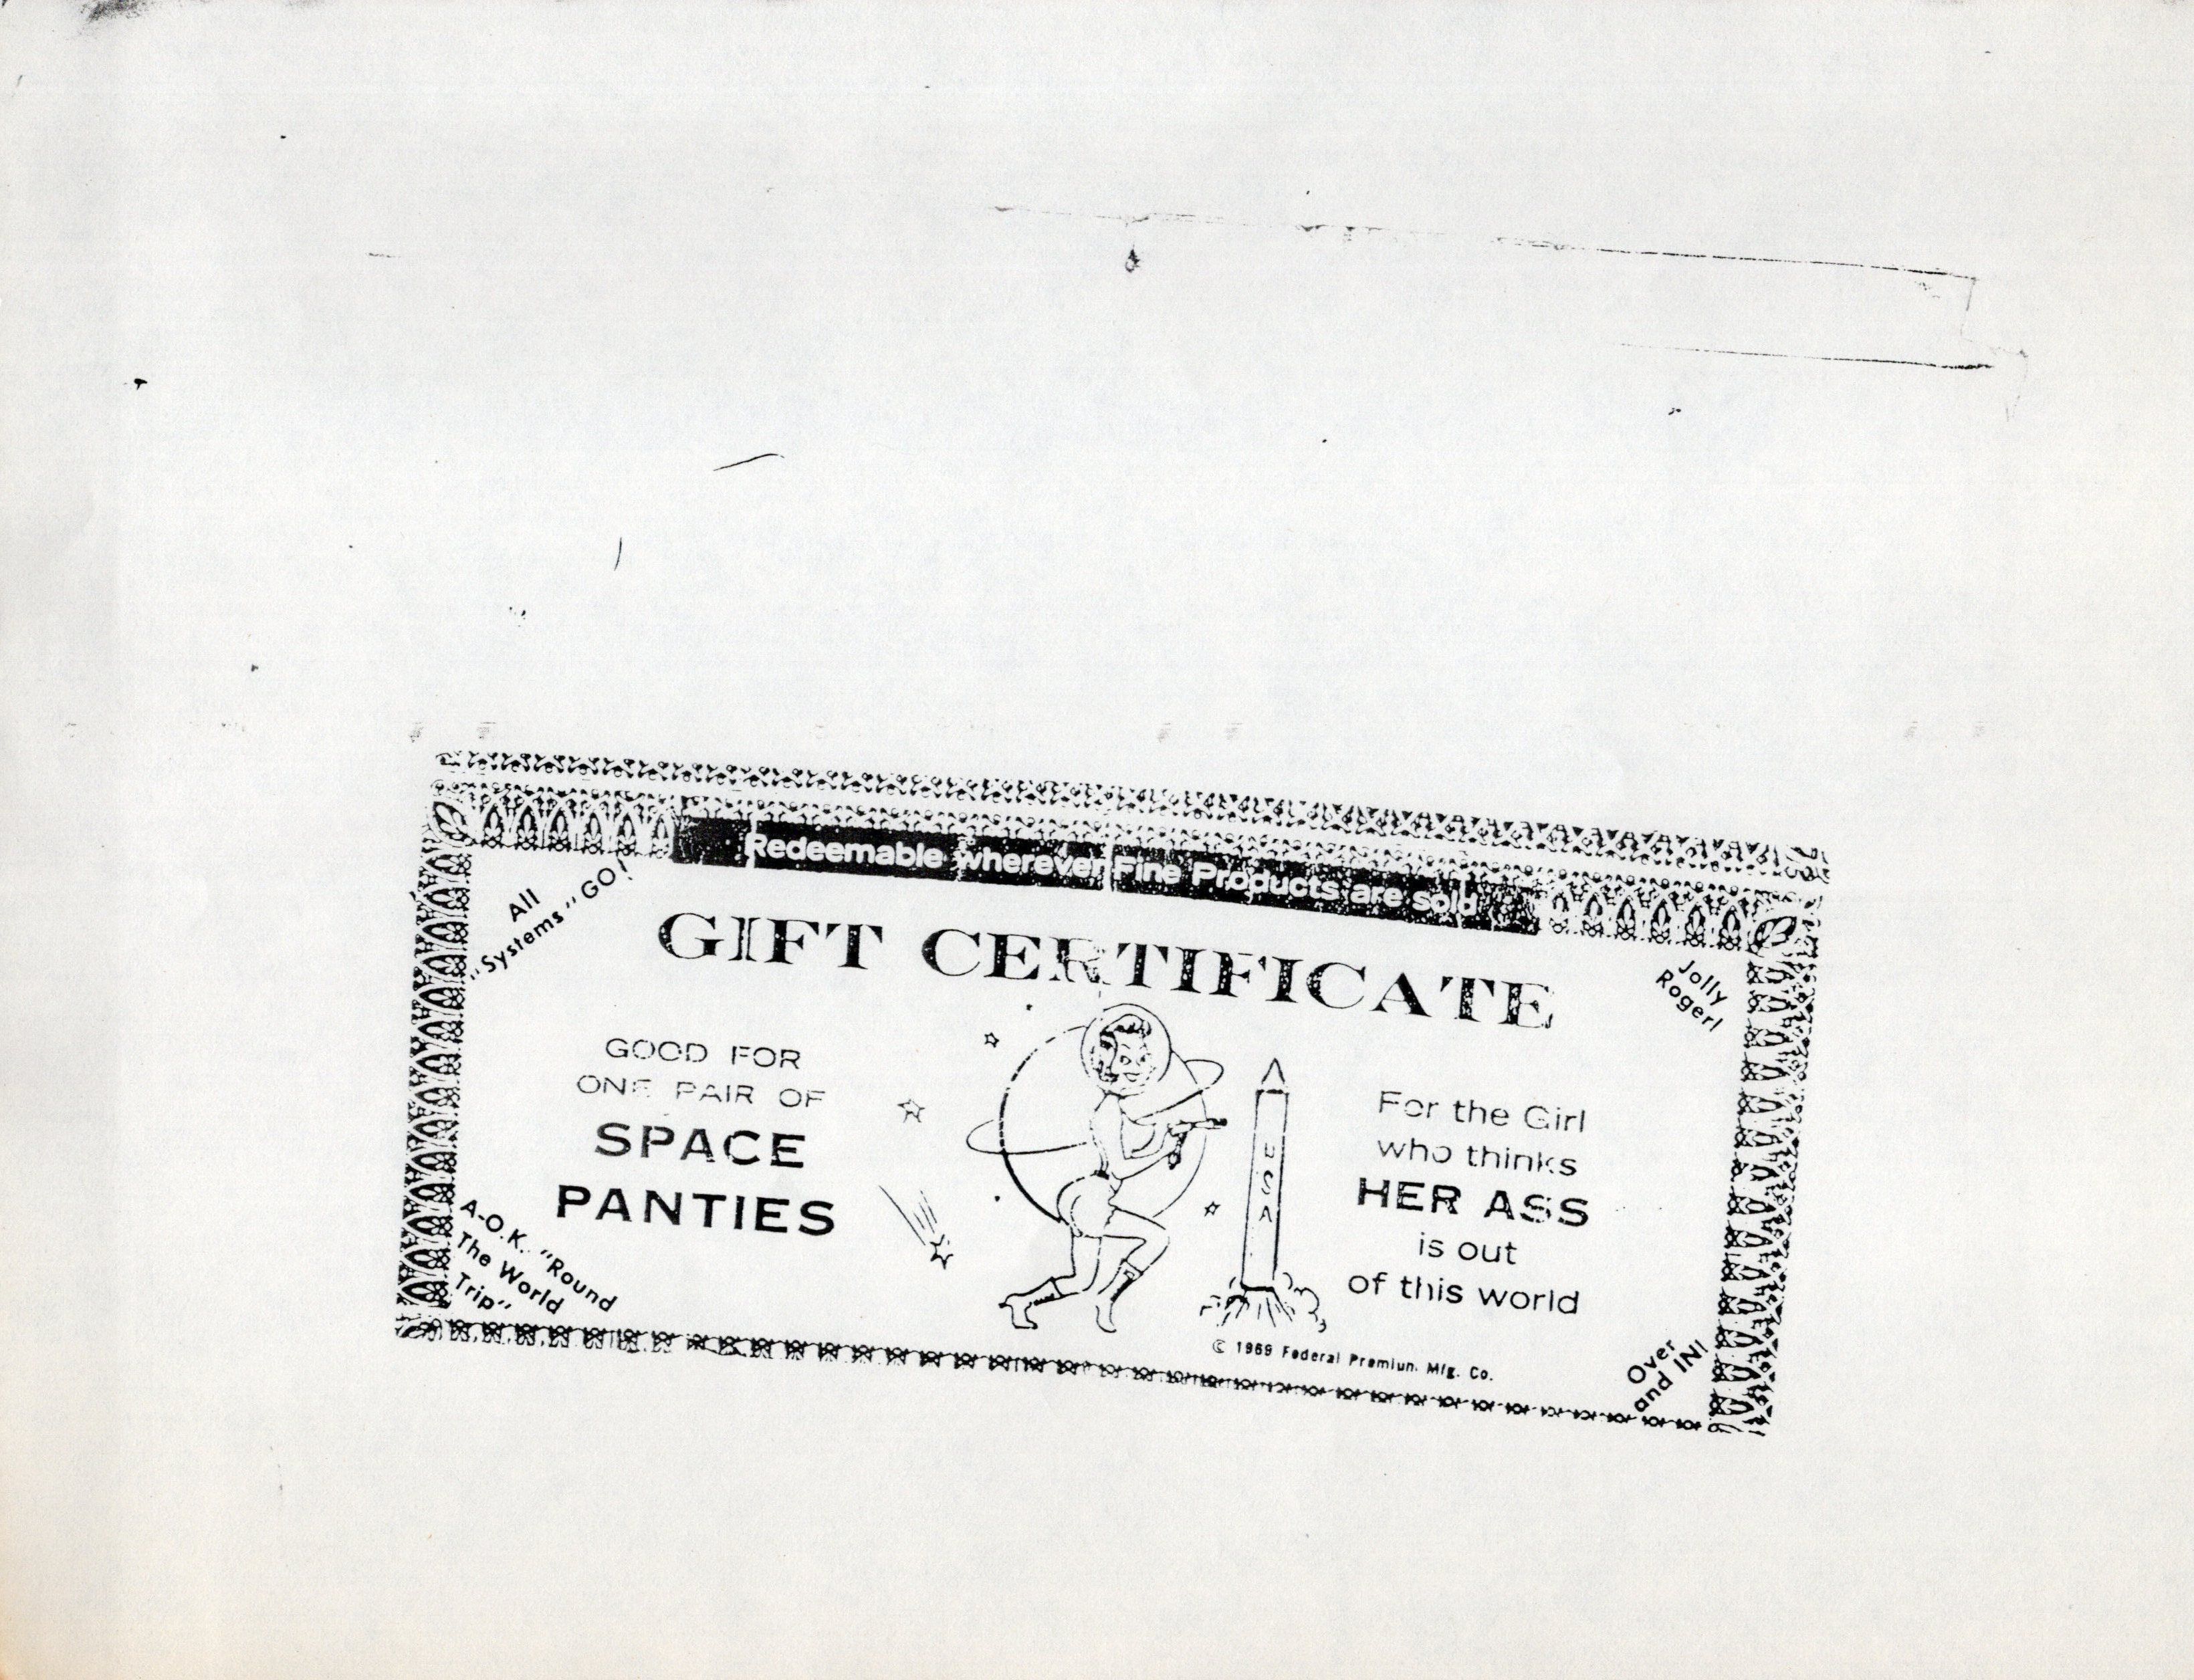 Redeemable wherever Fine Products are sold
All
"Systems" GO!
GIFT CERTIFICATE
Jolly
Roger!
GOOD FOR
ONE PAIR OF
SPACE
PANTIES
USA
For the Girl
who thinks
HER ASS
is out
of this world
A-O.K. "Round
The World
Trip"
© 1969 Federal Premium Mfg. Co.
Over
and IN!